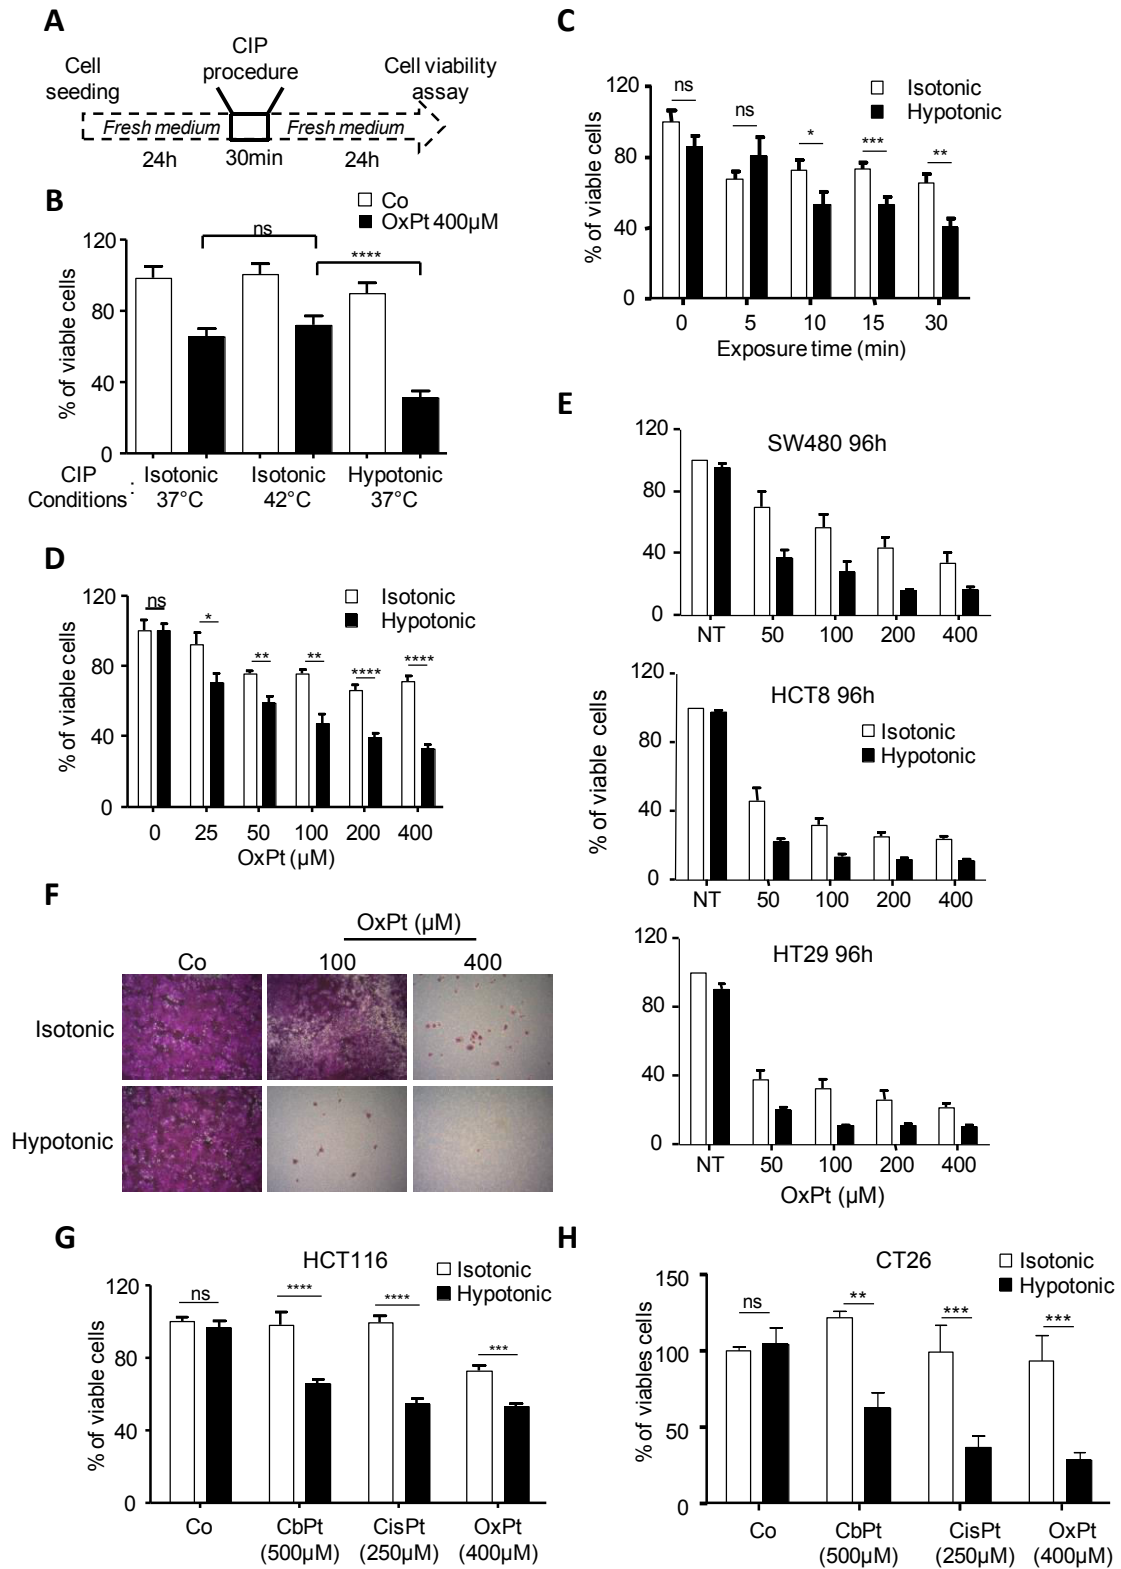 A
Cell
seeding
CIP
procedure
Cell viability
assay
Fresh medium
Fresh medium
24h
30min
24h
B
Co
OxPt 400µM
% of viable cells
120
80
40
0
ns
****
CIP
Conditions :
Isotonic
37°C
Isotonic
42°C
Hypotonic
37°C
C
Isotonic
Hypotonic
% of viable cells
120
80
40
0
ns
ns
*
***
**
0 5 10 15 30
Exposure time (min)
D
Isotonic
Hypotonic
% of viable cells
120
80
40
0
ns
*
**
**
****
****
0 25 50 100 200 400
OxPt (µM)
E
SW480 96h
120
80
40
0
NT 50 100 200 400
HCT8 96h
Isotonic
Hypotonic
% of viable cells
120
80
40
0
NT 50 100 200 400
HT29 96h
120
80
40
0
NT 50 100 200 400
OxPt (µM)
F
OxPt (µM)
Co 100 400
Isotonic
Hypotonic
G
HCT116
Isotonic
Hypotonic
% of viable cells
120
80
40
0
ns
****
****
***
Co
CbPt
(500µM)
CisPt
(250µM)
OxPt
(400µM)
H
CT26
Isotonic
Hypotonic
% of viables cells
150
100
50
0
ns
**
***
***
Co
CbPt
(500µM)
CisPt
(250µM)
OxPt
(400µM)